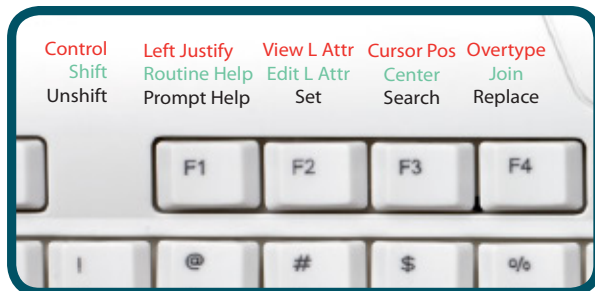 Control Left Justify View L Attr Cursor Pos Overtype
Shift Routine Help Edit L Attr Center Join
Unshift Prompt Help Set Search Replace
F1 F2 F3 F4
| @ # $ %